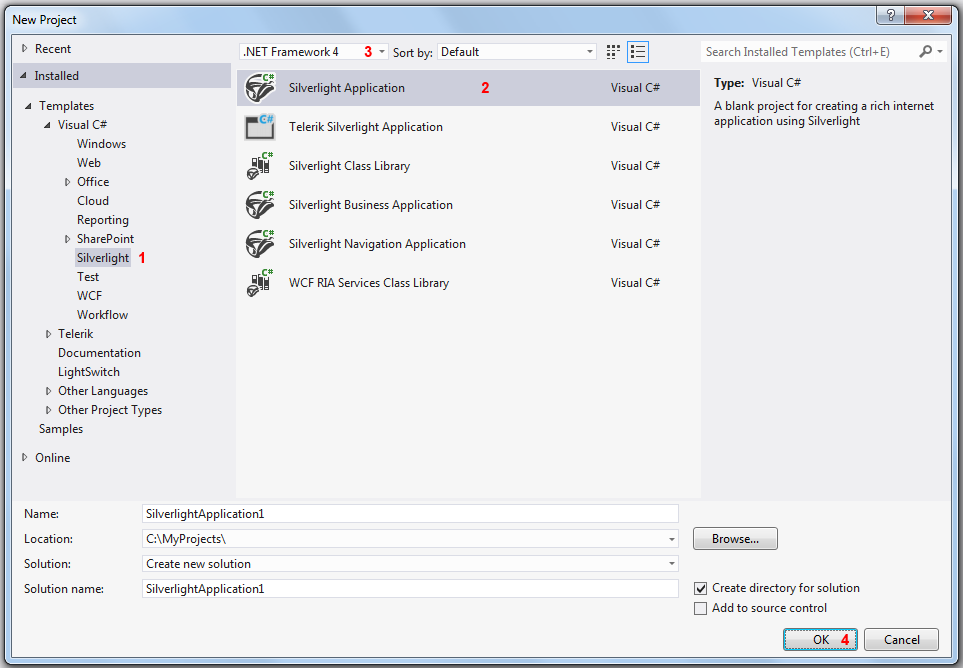 New Project
?
Recent
.NET Framework 4 3 Sort by: Default
Search Installed Templates (Ctrl+E)
Installed
Templates
Visual C#
Windows
Web
Office
Cloud
Reporting
SharePoint
Silverlight 1
Test
WCF
Workflow
Telerik
Documentation
LightSwitch
Other Languages
Other Project Types
Samples
Online
C# Silverlight Application 2 Visual C#
C# Telerik Silverlight Application Visual C#
C# Silverlight Class Library Visual C#
C# Silverlight Business Application Visual C#
C# Silverlight Navigation Application Visual C#
C# WCF RIA Services Class Library Visual C#
Type: Visual C#
A blank project for creating a rich internet
application using Silverlight
Name: SilverlightApplication1
Location: C:\MyProjects\ Browse...
Solution: Create new solution
Solution name: SilverlightApplication1
Create directory for solution
Add to source control
OK 4 Cancel